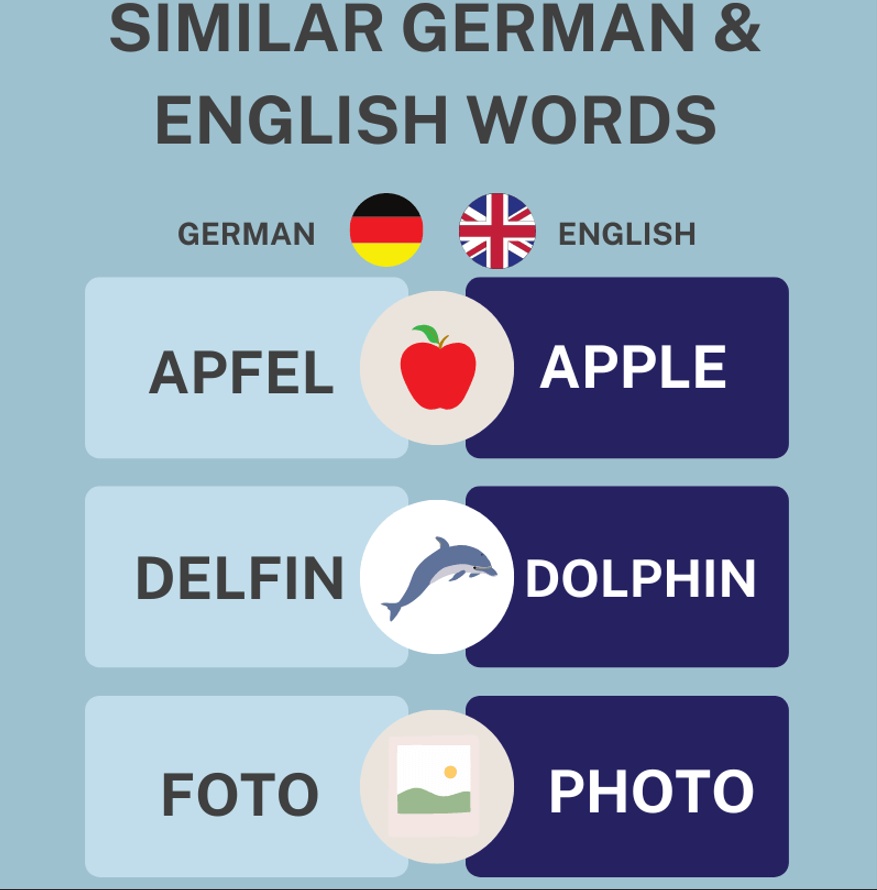 SIMILAR GERMAN &
ENGLISH WORDS
GERMAN ENGLISH
APFEL APPLE
DELFIN DOLPHIN
FOTO PHOTO